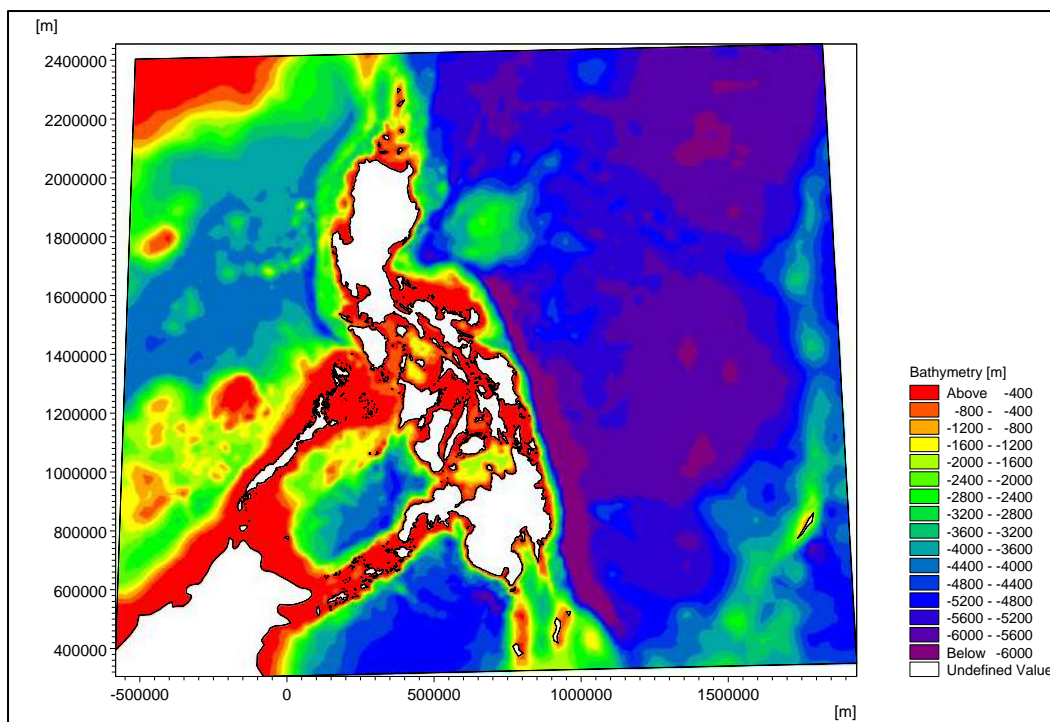 [m]
2400000
2200000
2000000
1800000
1600000
1400000
1200000
1000000
800000
600000
400000
-500000 0 500000 1000000 1500000
[m]
Bathymetry [m]
Above -400
-800 - -400
-1200 - -800
-1600 - -1200
-2000 - -1600
-2400 - -2000
-2800 - -2400
-3200 - -2800
-3600 - -3200
-4000 - -3600
-4400 - -4000
-4800 - -4400
-5200 - -4800
-5600 - -5200
-6000 - -5600
Below -6000
Undefined Value